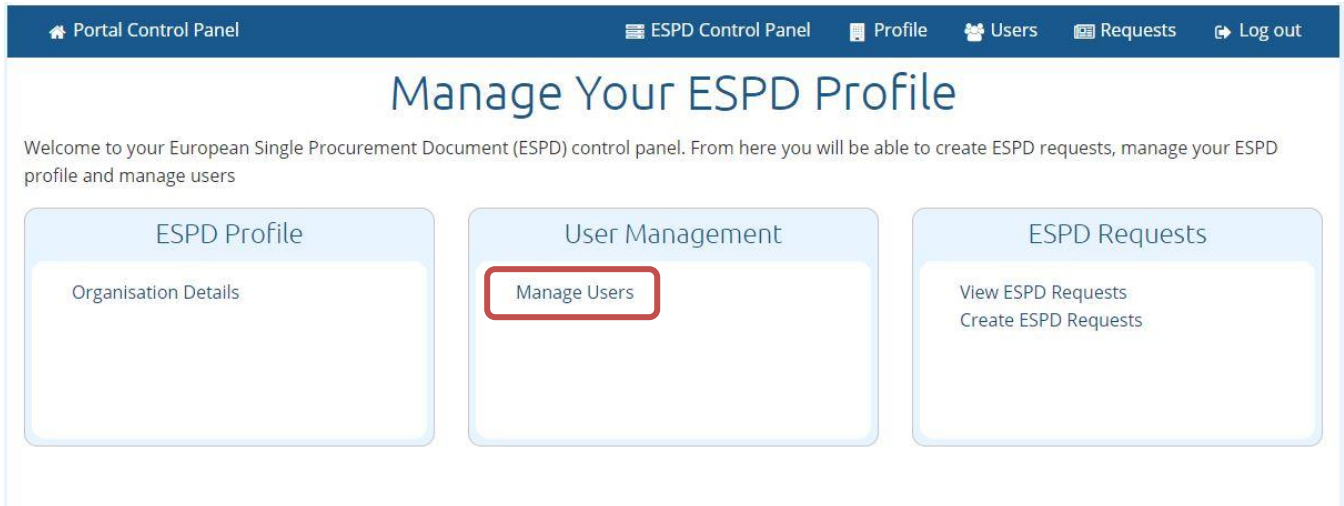 Portal Control Panel ESPD Control Panel Profile Users Requests Log out
Manage Your ESPD Profile
Welcome to your European Single Procurement Document (ESPD) control panel. From here you will be able to create ESPD requests, manage your ESPD
profile and manage users
ESPD Profile
Organisation Details
User Management
Manage Users
ESPD Requests
View ESPD Requests
Create ESPD Requests